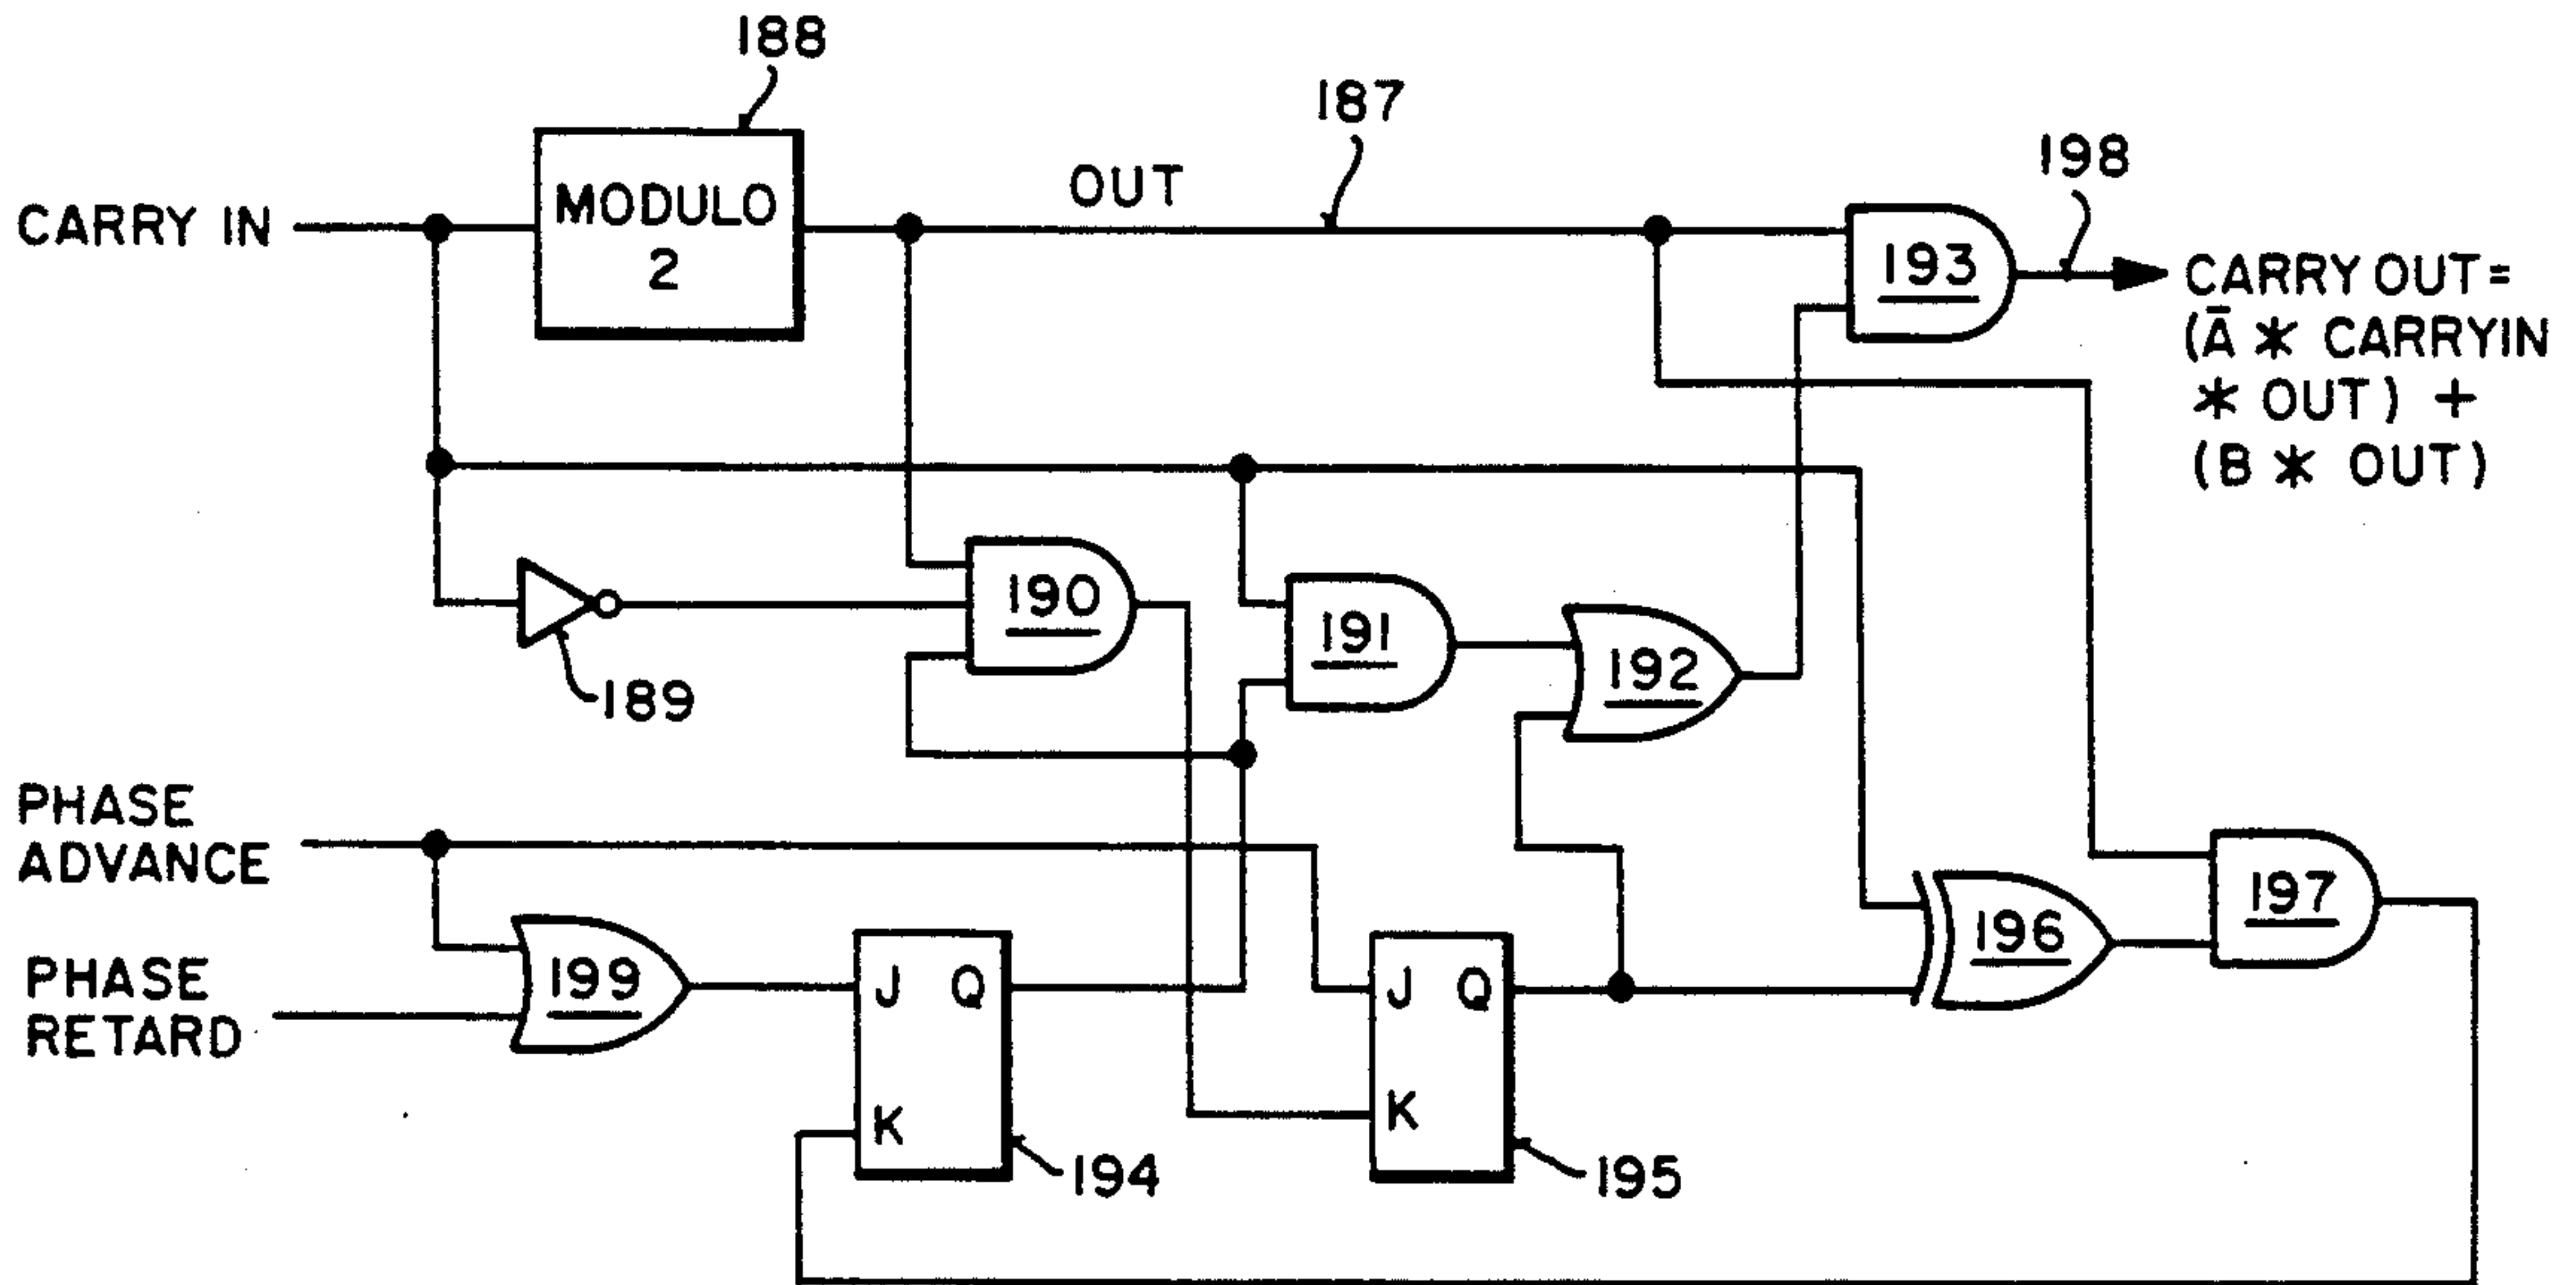 188
187
198
OUT
CARRY IN
MODULO
2
193
CARRY OUT=
(Ā * CARRYIN
* OUT) +
(B * OUT)
190
191
192
189
PHASE
ADVANCE
PHASE
RETARD
199
J Q
K
194
J Q
K
195
196
197